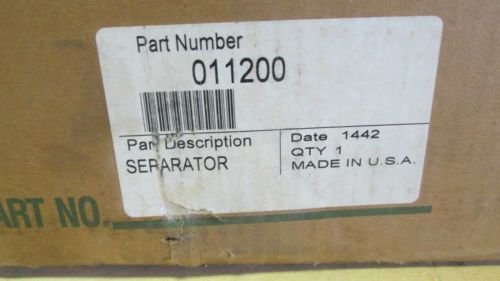 Part Number
011200
Part Description
SEPARATOR
Date 1442
QTY 1
MADE IN U.S.A.
ART NO.